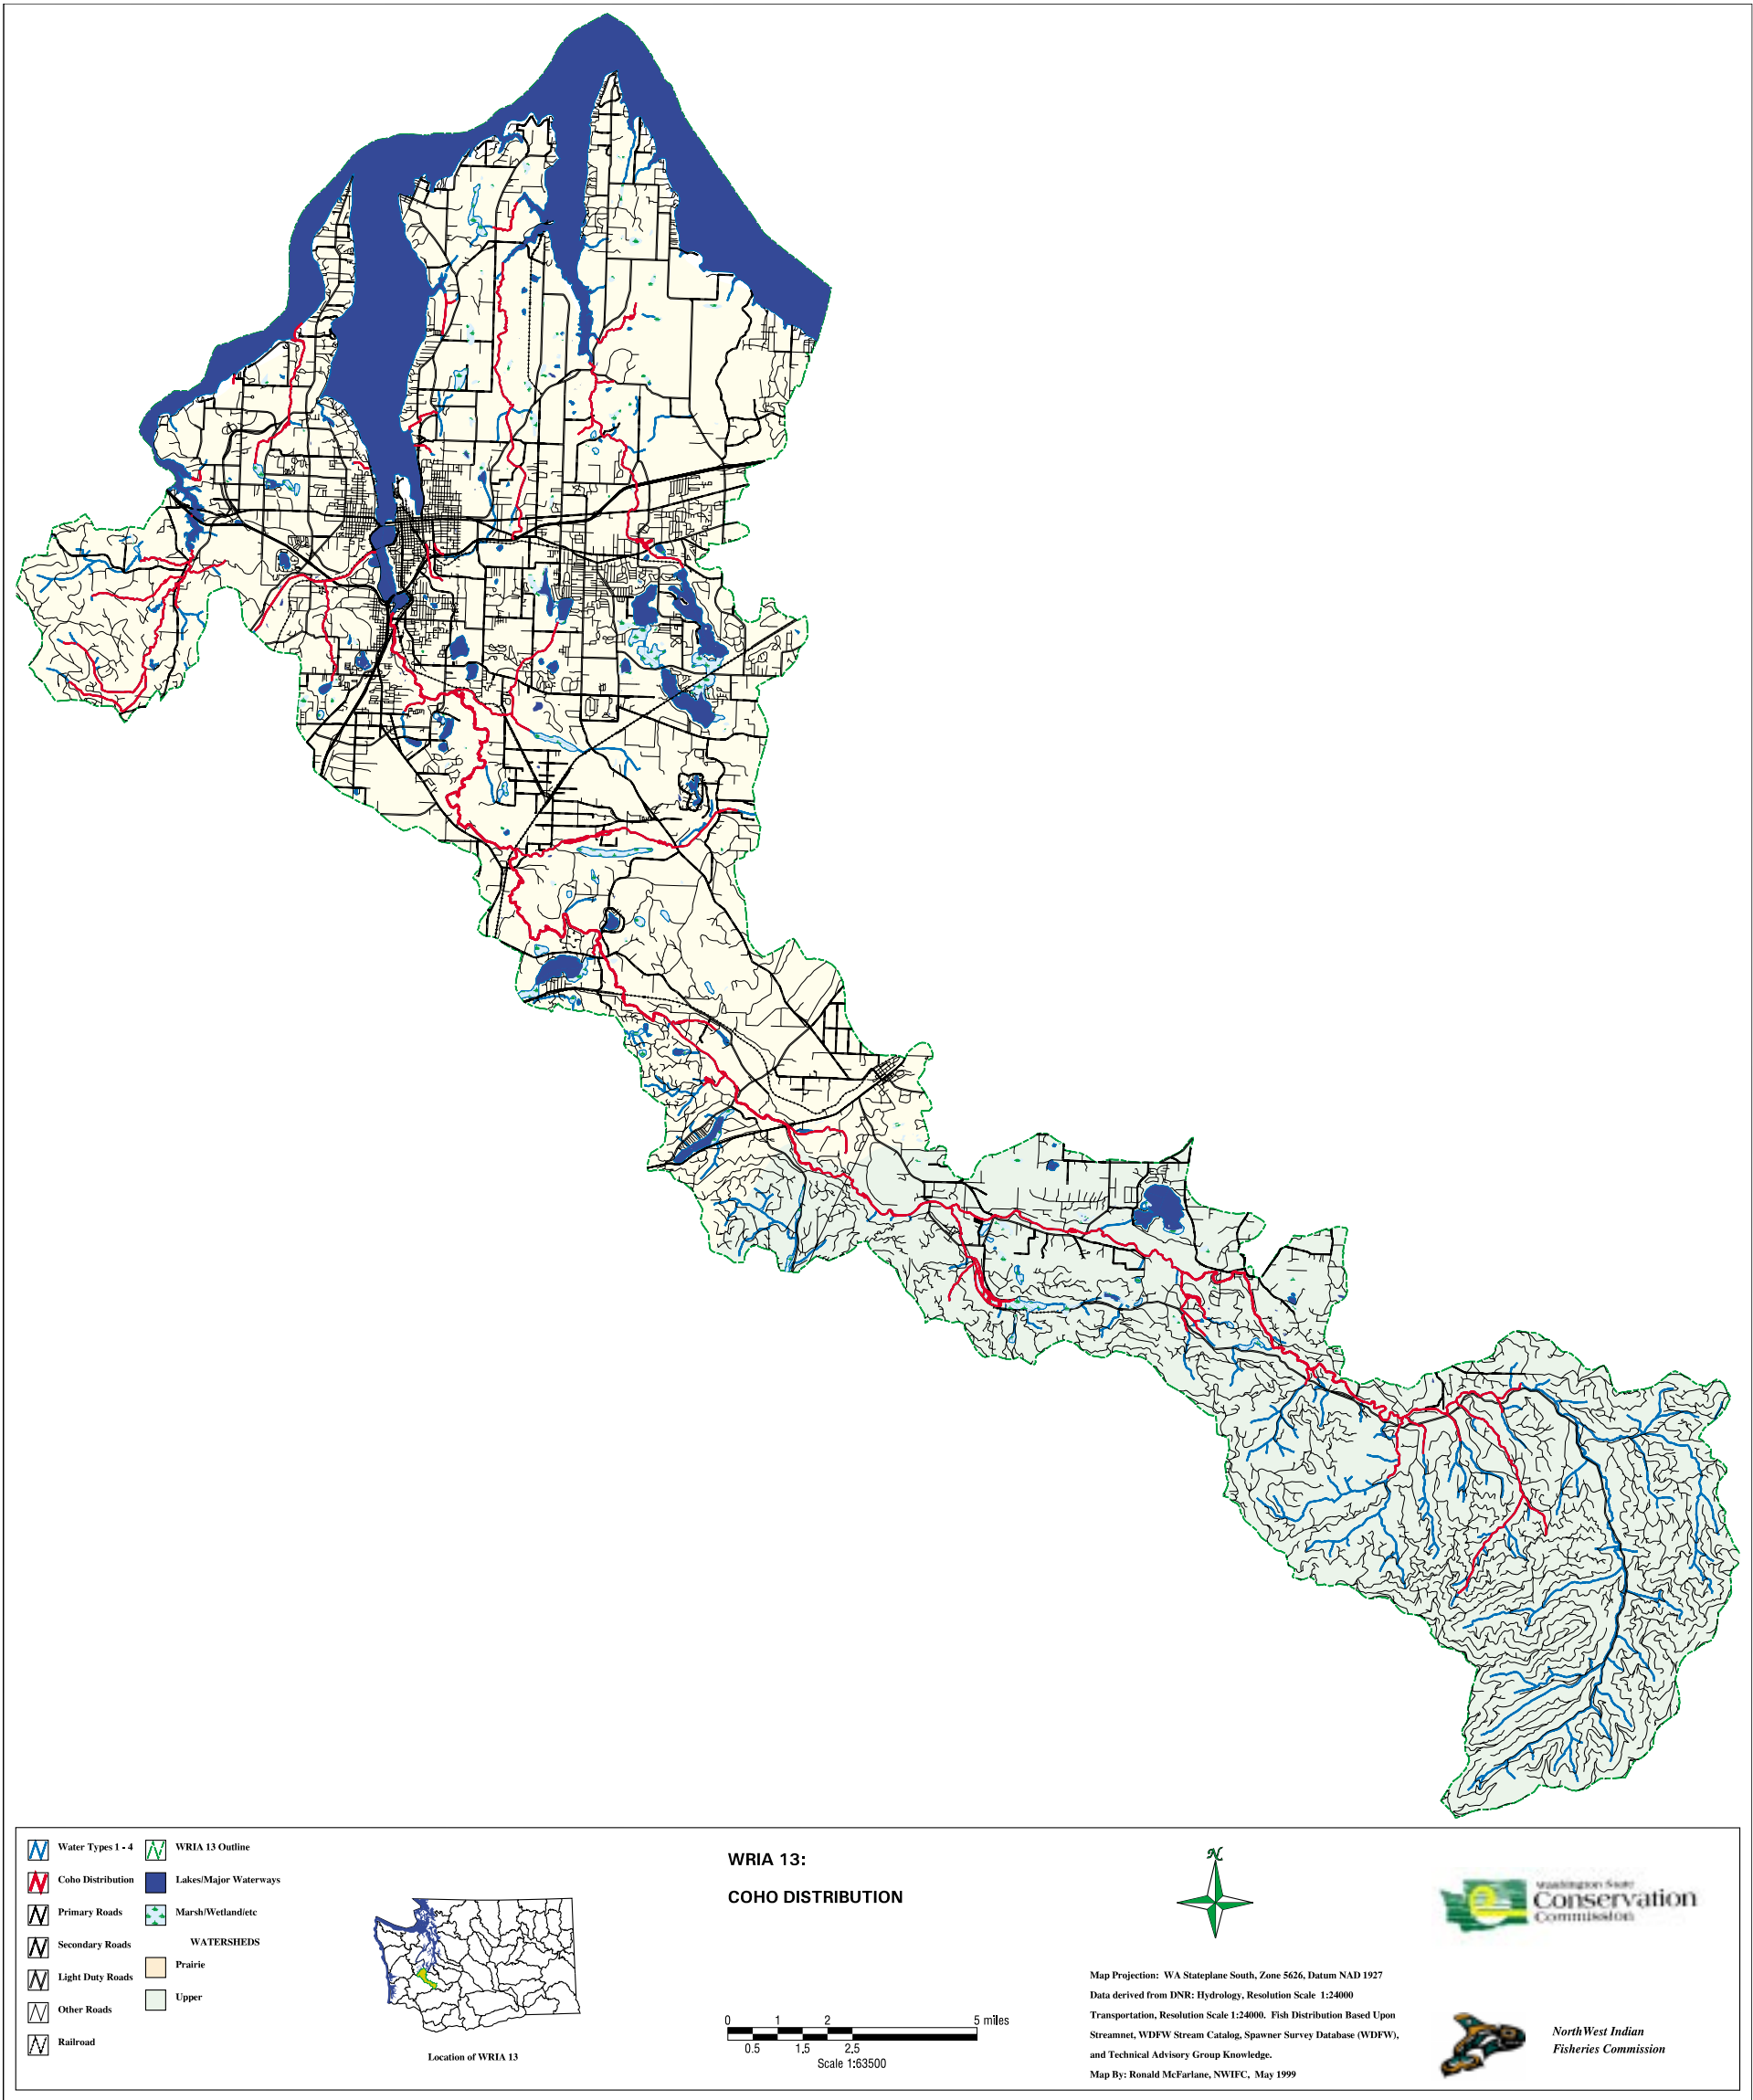 Water Types 1 - 4
Coho Distribution
Primary Roads
Secondary Roads
Light Duty Roads
Other Roads
Railroad
WRIA 13 Outline
Lakes/Major Waterways
Marsh/Wetland/etc
WATERSHEDS
Prairie
Upper
Location of WRIA 13
WRIA 13:
COHO DISTRIBUTION
0 1 2 5 miles
0.5 1.5 2.5
Scale 1:63500
N
Map Projection: WA Stateplane South, Zone 5626, Datum NAD 1927
Data derived from DNR: Hydrology, Resolution Scale 1:24000
Transportation, Resolution Scale 1:24000. Fish Distribution Based Upon
Streamnet, WDFW Stream Catalog, Spawner Survey Database (WDFW),
and Technical Advisory Group Knowledge.
Map By: Ronald McFarlane, NWIFC, May 1999
Washington State
Conservation
Commission
NorthWest Indian
Fisheries Commission